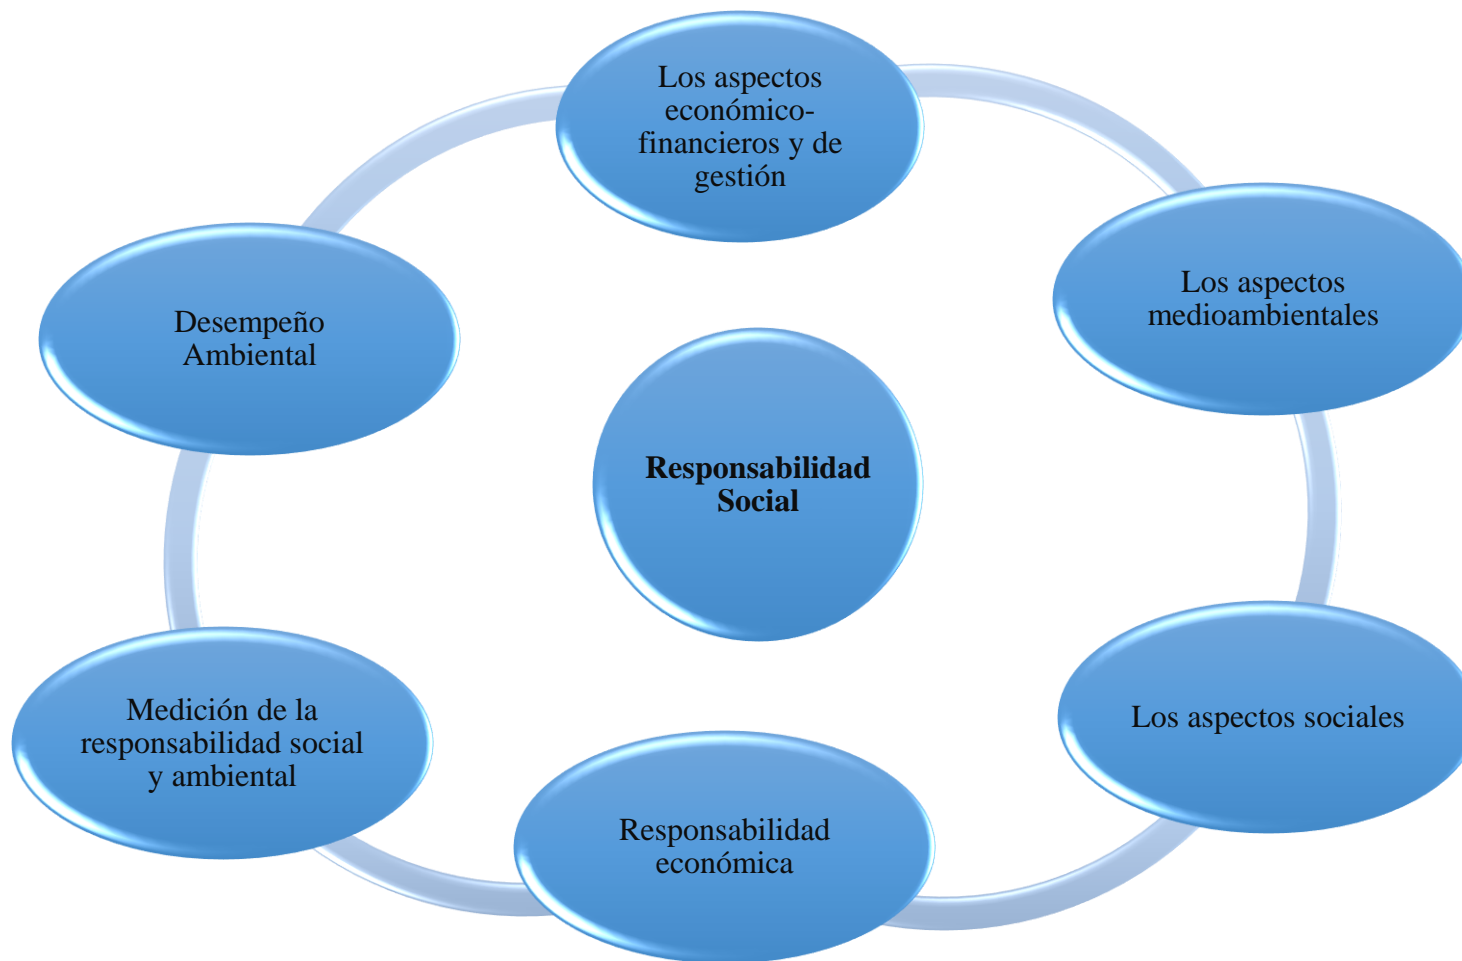 Los aspectos
económico-
financieros y de
gestión
Los aspectos
medioambientales
Los aspectos sociales
Responsabilidad
económica
Medición de la
responsabilidad social
y ambiental
Desempeño
Ambiental
Responsabilidad
Social